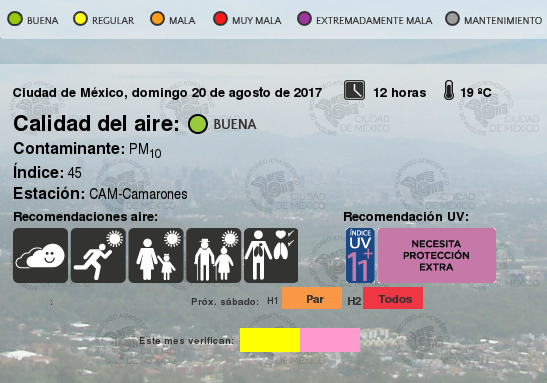 BUENA REGULAR MALA MUY MALA EXTREMADAMENTE MALA MANTENIMIENTO
Ciudad de México, domingo 20 de agosto de 2017 12 horas 19 ºC
Calidad del aire: BUENA
Contaminante: PM10
Índice: 45
Estación: CAM-Camarones
Recomendaciones aire: Recomendación UV:
ÍNDICE
UV
11+
NECESITA
PROTECCIÓN
EXTRA
: Próx. sábado: H1 Par H2 Todos
Este mes verifican: